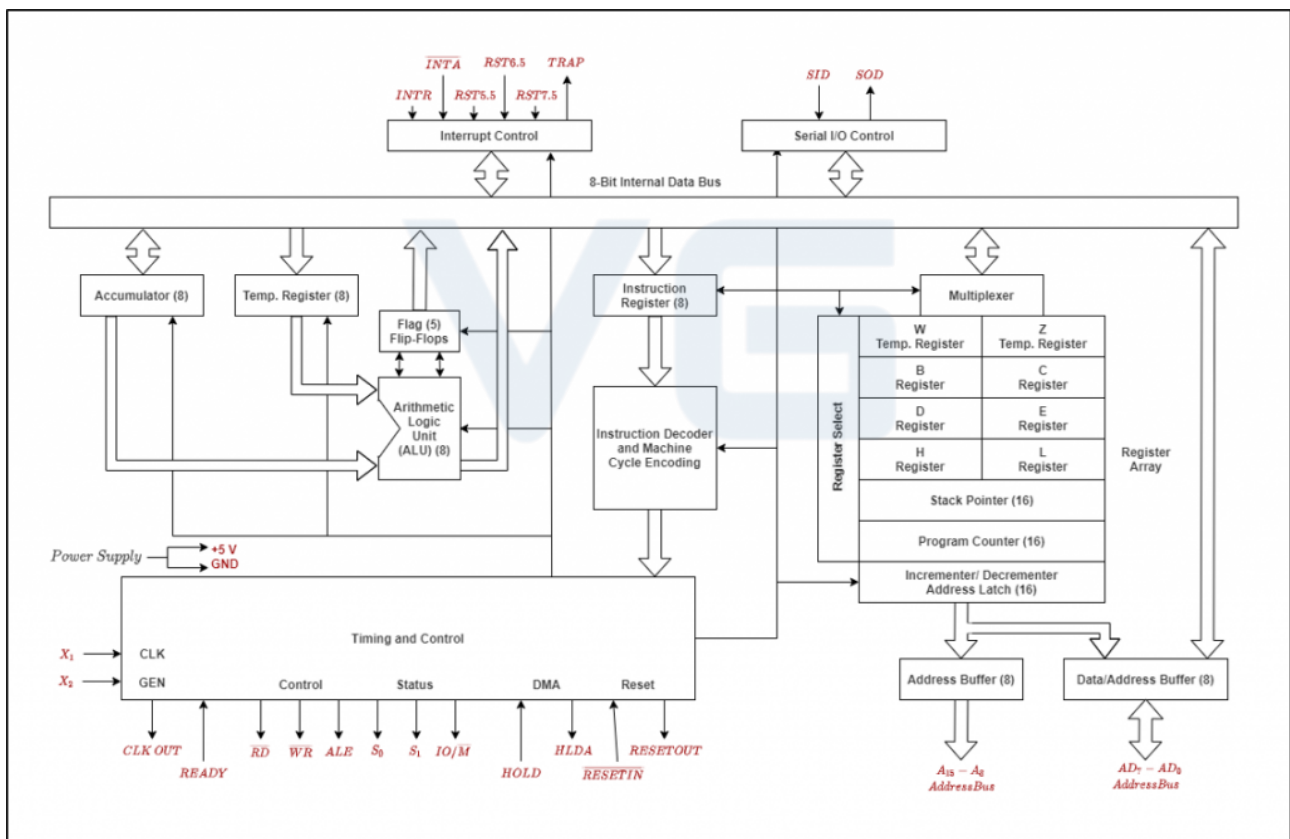 INTA RST6.5 TRAP
INTR RST5.5 RST7.5
SID SOD
Interrupt Control
Serial I/O Control
8-Bit Internal Data Bus
VG
Accumulator (8)
Temp. Register (8)
Flag (5)
Flip-Flops
Arithmetic
Logic
Unit
(ALU) (8)
Instruction
Register (8)
Instruction Decoder
and Machine
Cycle Encoding
Multiplexer
Register Select
W
Temp. Register
Z
Temp. Register
B
Register
C
Register
D
Register
E
Register
H
Register
L
Register
Stack Pointer (16)
Program Counter (16)
Incrementer/ Decrementer
Address Latch (16)
Register
Array
Power Supply
+5 V
GND
Timing and Control
X₁
CLK
X₂
GEN
Control
Status
DMA
Reset
CLK OUT
READY
RD
WR
ALE
S₀
S₁
IO/M
HOLD
HLDA
RESETIN
RESETOUT
Address Buffer (8)
Data/Address Buffer (8)
A₁₅ − A₈
AddressBus
AD₇ − AD₀
AddressBus